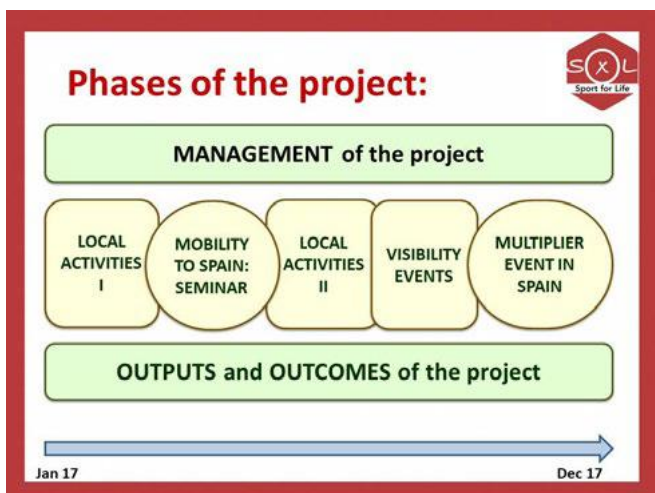 SXL
Sport for Life
Phases of the project:
MANAGEMENT of the project
LOCAL
ACTIVITIES
I
MOBILITY
TO SPAIN:
SEMINAR
LOCAL
ACTIVITIES
II
VISIBILITY
EVENTS
MULTIPLIER
EVENT IN
SPAIN
OUTPUTS and OUTCOMES of the project
Jan 17
Dec 17